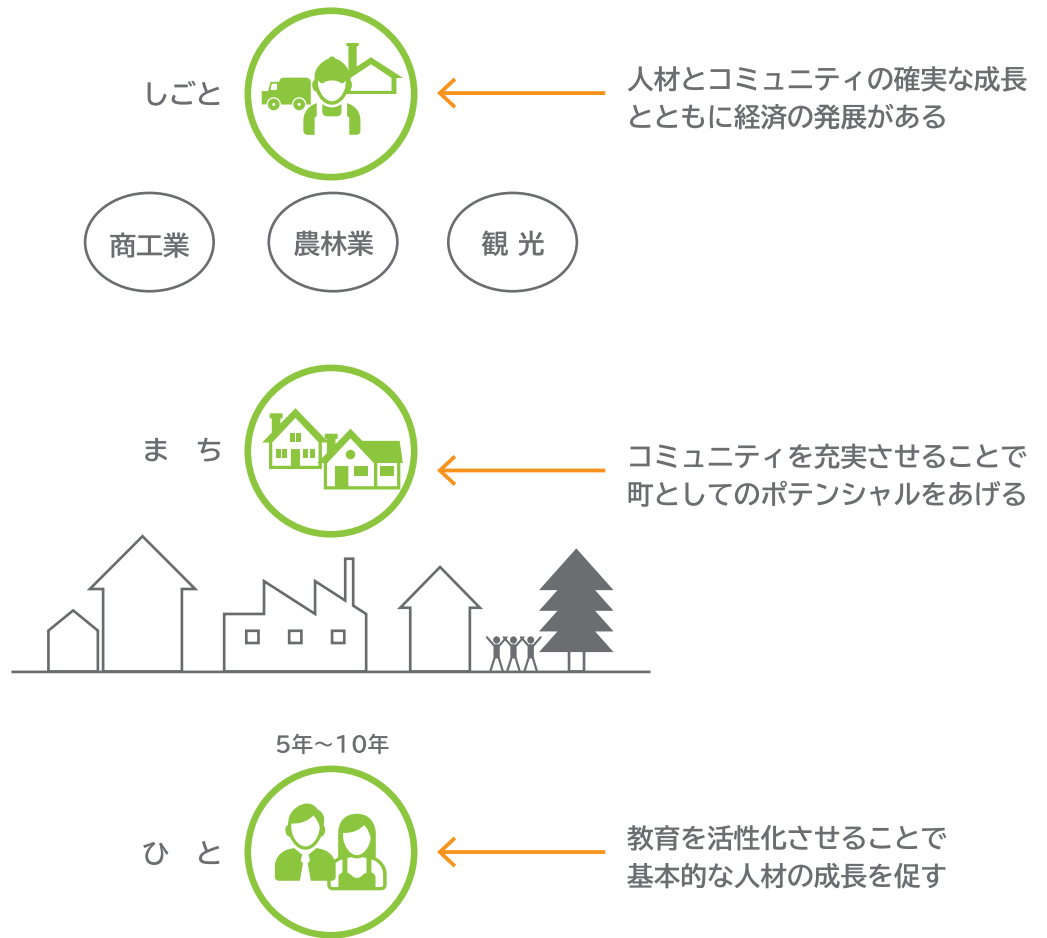 しごと
人材とコミュニティの確実な成長
とともに経済の発展がある
商工業
農林業
観光
まち
コミュニティを充実させることで
町としてのポテンシャルをあげる
5年～10年
ひと
教育を活性化させることで
基本的な人材の成長を促す